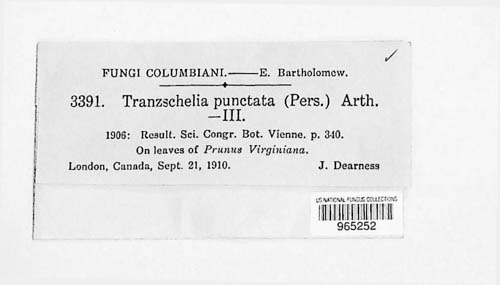 FUNGI COLUMBIANI.——E. Bartholomew.
3391. Tranzschelia punctata (Pers.) Arth.
—III.
1906: Result. Sci. Congr. Bot. Vienne. p. 340.
On leaves of Prunus Virginiana.
London, Canada, Sept. 21, 1910. J. Dearness
US NATIONAL FUNGUS COLLECTIONS
965252